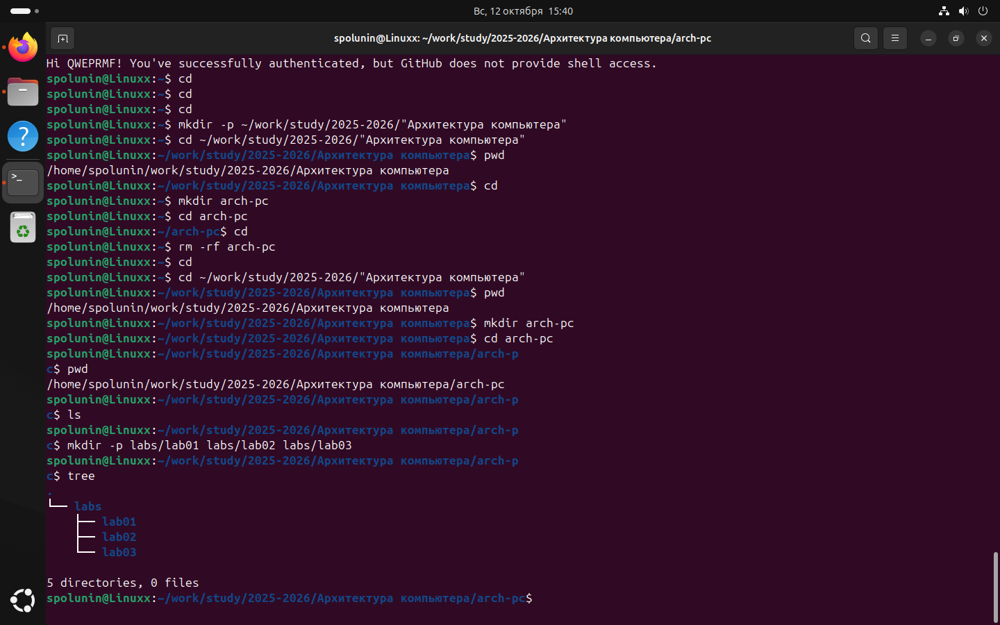 Вс, 12 октября 15:40
spolunin@Linuxx: ~/work/study/2025-2026/Архитектура компьютера/arch-pc
Hi QWEPRMF! You've successfully authenticated, but GitHub does not provide shell access.
spolunin@Linuxx:~$ cd
spolunin@Linuxx:~$ cd
spolunin@Linuxx:~$ cd
spolunin@Linuxx:~$ mkdir -p ~/work/study/2025-2026/"Архитектура компьютера"
spolunin@Linuxx:~$ cd ~/work/study/2025-2026/"Архитектура компьютера"
spolunin@Linuxx:~/work/study/2025-2026/Архитектура компьютера$ pwd
/home/spolunin/work/study/2025-2026/Архитектура компьютера
spolunin@Linuxx:~/work/study/2025-2026/Архитектура компьютера$ cd
spolunin@Linuxx:~$ mkdir arch-pc
spolunin@Linuxx:~$ cd arch-pc
spolunin@Linuxx:~/arch-pc$ cd
spolunin@Linuxx:~$ rm -rf arch-pc
spolunin@Linuxx:~$ cd
spolunin@Linuxx:~$ cd ~/work/study/2025-2026/"Архитектура компьютера"
spolunin@Linuxx:~/work/study/2025-2026/Архитектура компьютера$ pwd
/home/spolunin/work/study/2025-2026/Архитектура компьютера
spolunin@Linuxx:~/work/study/2025-2026/Архитектура компьютера$ mkdir arch-pc
spolunin@Linuxx:~/work/study/2025-2026/Архитектура компьютера$ cd arch-pc
spolunin@Linuxx:~/work/study/2025-2026/Архитектура компьютера/arch-p
c$ pwd
/home/spolunin/work/study/2025-2026/Архитектура компьютера/arch-pc
spolunin@Linuxx:~/work/study/2025-2026/Архитектура компьютера/arch-p
c$ ls
spolunin@Linuxx:~/work/study/2025-2026/Архитектура компьютера/arch-p
c$ mkdir -p labs/lab01 labs/lab02 labs/lab03
spolunin@Linuxx:~/work/study/2025-2026/Архитектура компьютера/arch-p
c$ tree
.
└── labs
    ├── lab01
    ├── lab02
    └── lab03
5 directories, 0 files
spolunin@Linuxx:~/work/study/2025-2026/Архитектура компьютера/arch-pc$